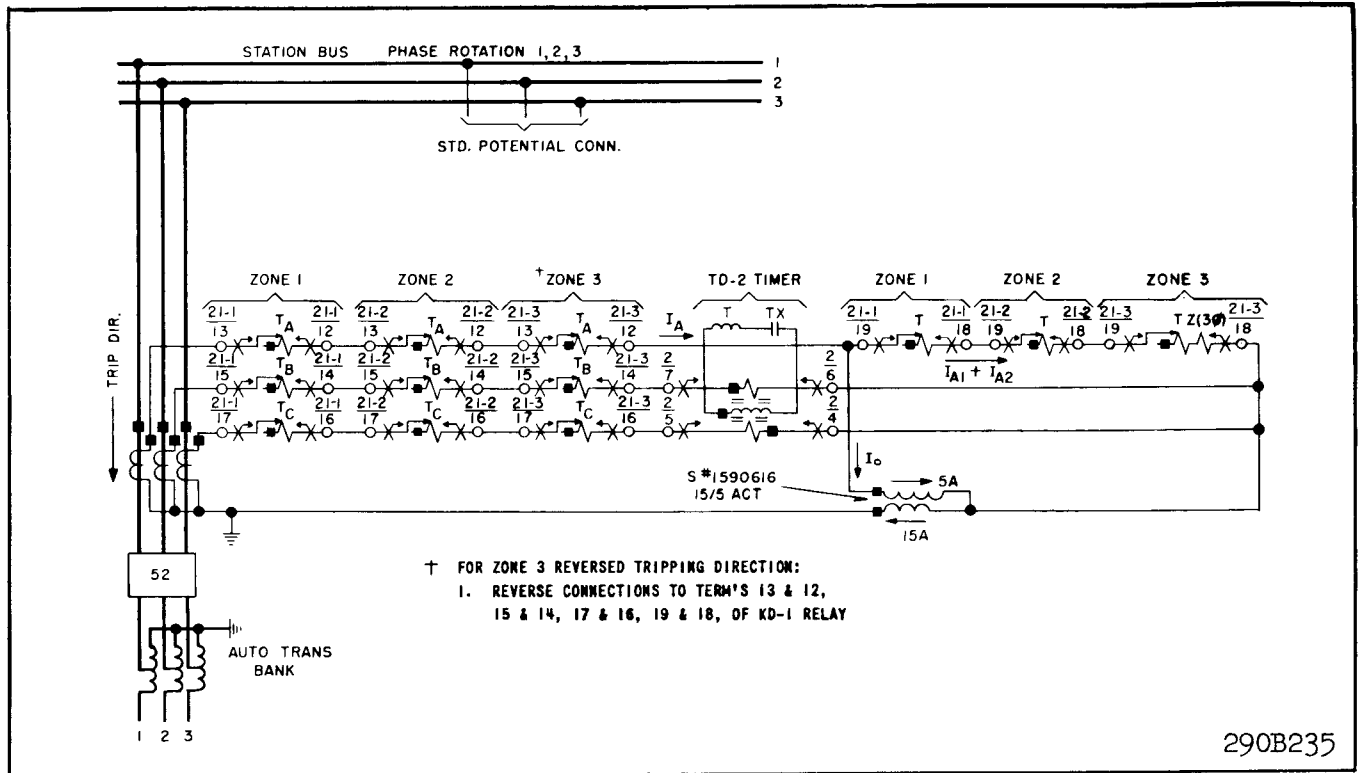 STATION BUS PHASE ROTATION 1, 2, 3
1
2
3
STD. POTENTIAL CONN.
TRIP DIR.
ZONE 1
ZONE 2
† ZONE 3
TD-2 TIMER
ZONE 1
ZONE 2
ZONE 3
T TX
21-1 21-1 21-2 21-2 21-3 21-3 21-1 21-1 21-2 21-2 21-3 21-3
13 TA 12 13 TA 12 13 TA 12 IA 19 T 18 19 T 18 19 T Z(3Ø) 18
IA1 + IA2
21-1 21-1 21-2 21-2 21-3 21-3 2 2
15 TB 14 15 TB 14 15 TB 14 7 6
21-1 21-1 21-2 21-2 21-3 21-3 2 2
17 TC 16 17 TC 16 17 TC 16 5 4
Io
S#1590616
15/5 ACT
5A
15A
52
† FOR ZONE 3 REVERSED TRIPPING DIRECTION:
1. REVERSE CONNECTIONS TO TERM'S 13 & 12,
15 & 14, 17 & 16, 19 & 18, OF KD-1 RELAY
AUTO TRANS
BANK
1 2 3
290B235